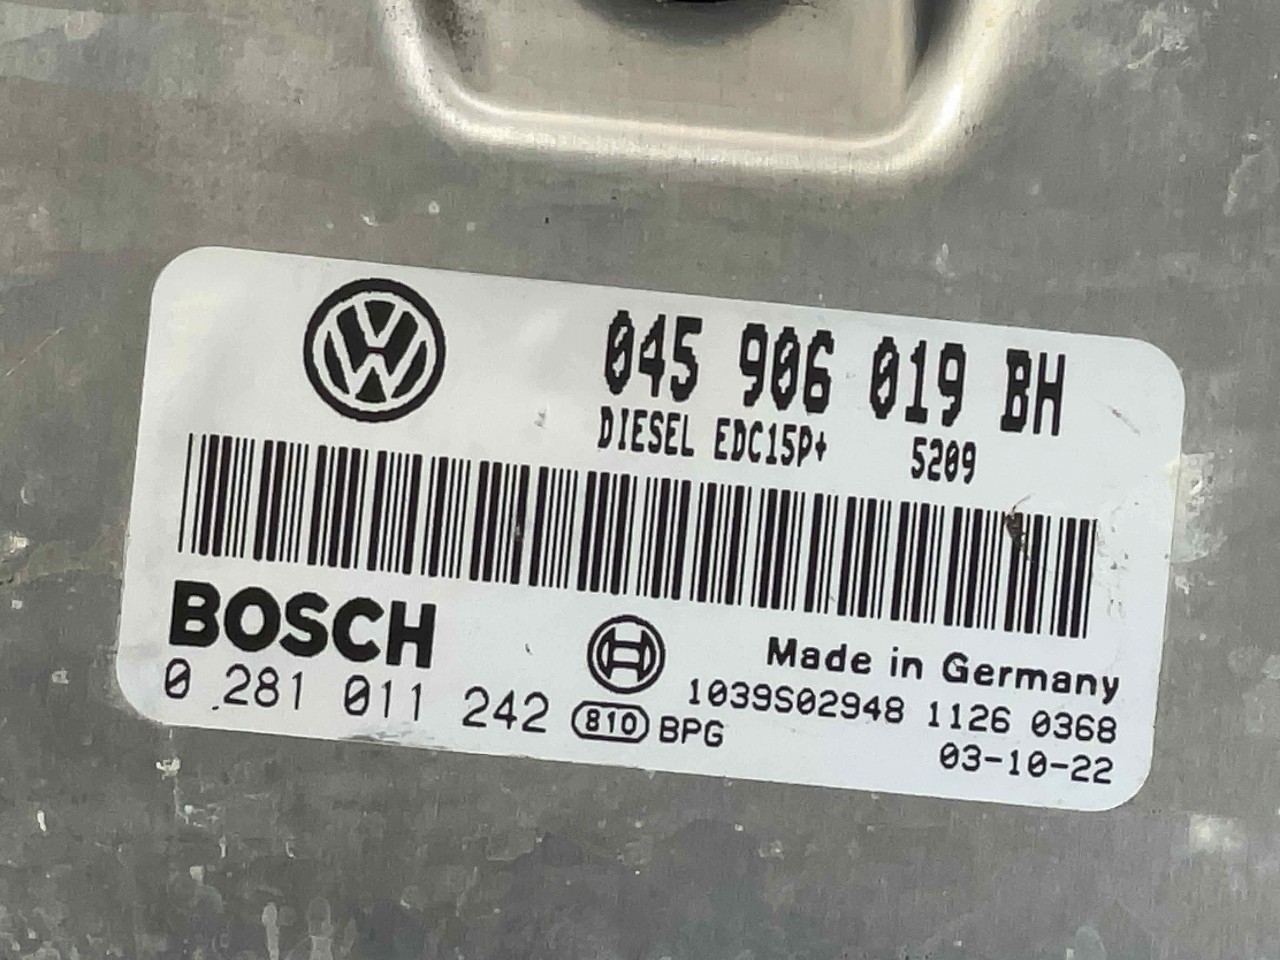 045 906 019 BH
DIESEL EDC15P+ 5209
BOSCH
Made in Germany
0 281 011 242 810 BPG
1039S02948 1126 0368
03-10-22